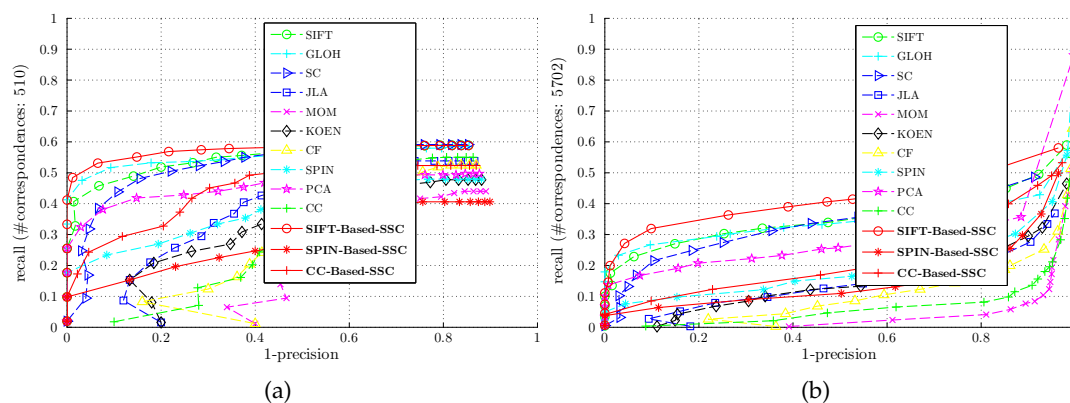 1
0.9
0.8
0.7
0.6
0.5
0.4
0.3
0.2
0.1
0
0
0.2
0.4
0.6
0.8
1
recall (#correspondences: 510)
1-precision
SIFT
GLOH
SC
JLA
MOM
KOEN
CF
SPIN
PCA
CC
SIFT-Based-SSC
SPIN-Based-SSC
CC-Based-SSC
(a)
1
0.9
0.8
0.7
0.6
0.5
0.4
0.3
0.2
0.1
0
0
0.2
0.4
0.6
0.8
recall (#correspondences: 5702)
1-precision
SIFT
GLOH
SC
JLA
MOM
KOEN
CF
SPIN
PCA
CC
SIFT-Based-SSC
SPIN-Based-SSC
CC-Based-SSC
(b)